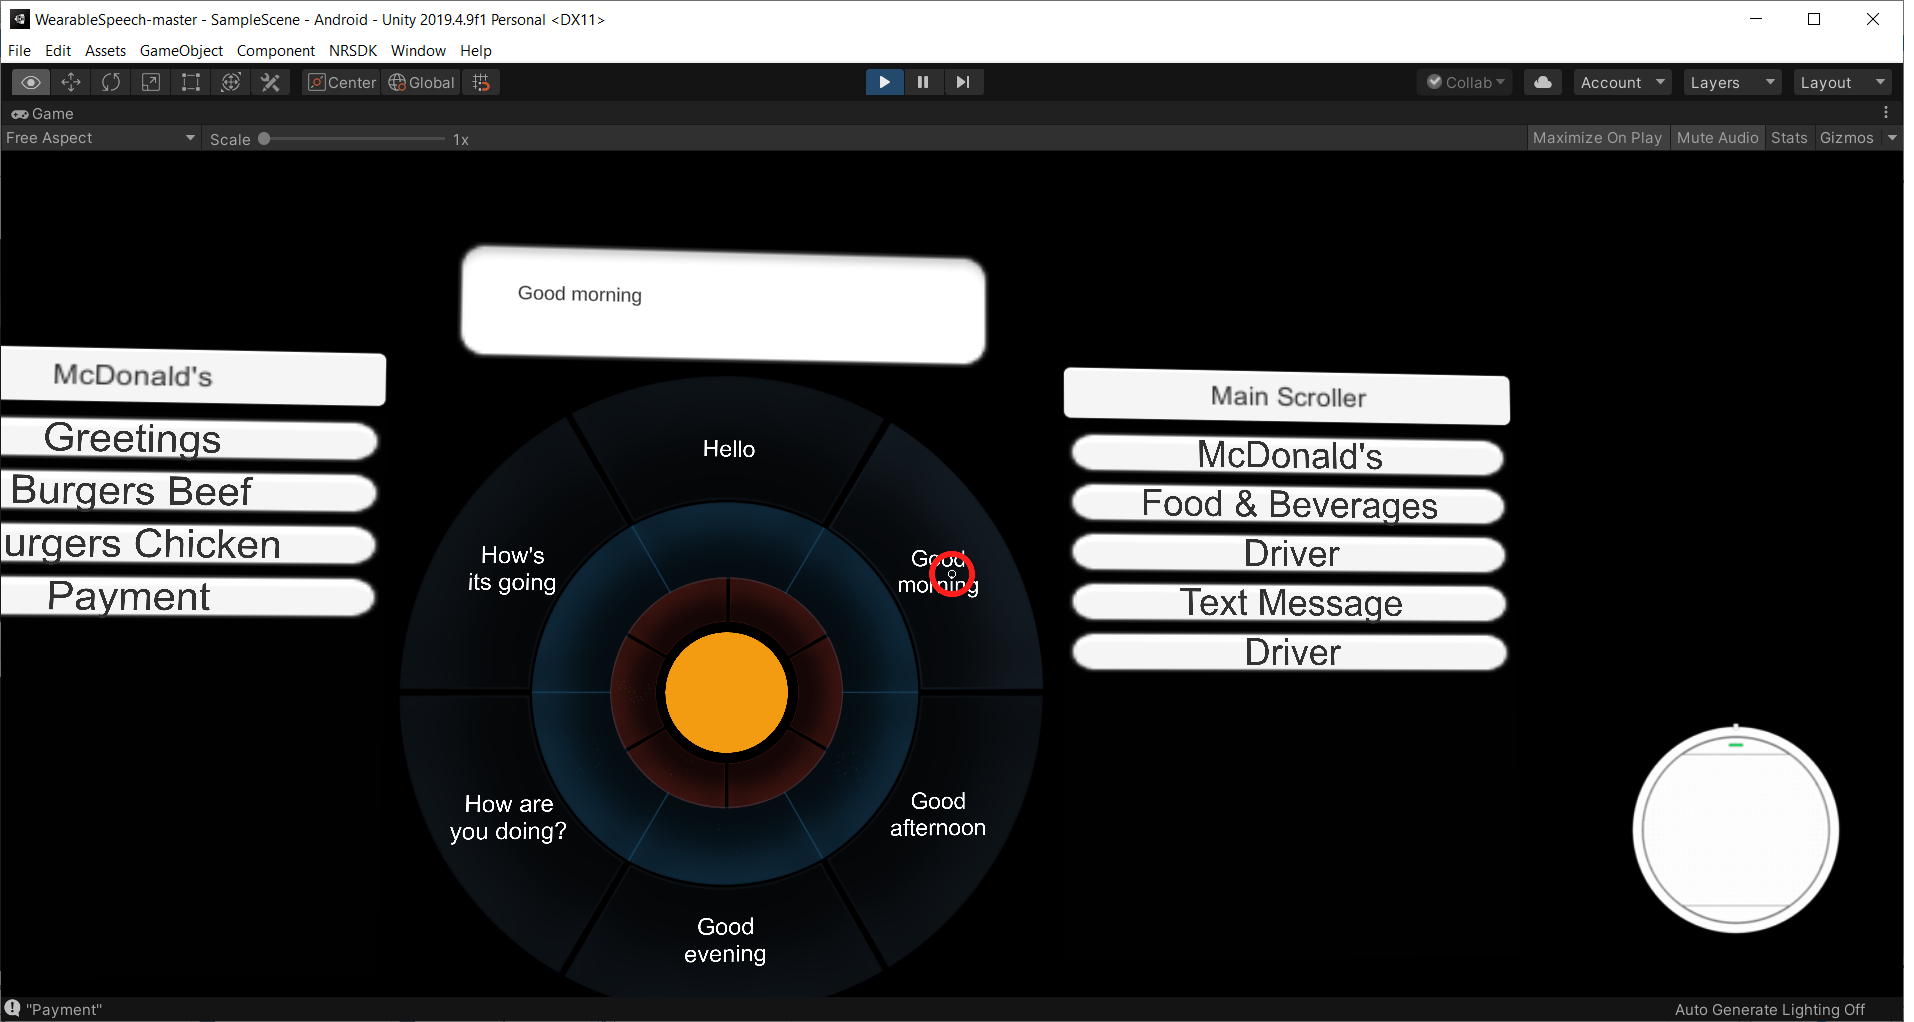 WearableSpeech-master - SampleScene - Android - Unity 2019.4.9f1 Personal <DX11>
File Edit Assets GameObject Component NRSDK Window Help
Center Global Collab Account Layers Layout
Game
Free Aspect Scale 1x Maximize On Play Mute Audio Stats Gizmos
Good morning
McDonald's
Greetings
Burgers Beef
urgers Chicken
Payment
Hello
How's
its going
Good
morning
How are
you doing?
Good
afternoon
Good
evening
Main Scroller
McDonald's
Food & Beverages
Driver
Text Message
Driver
"Payment" Auto Generate Lighting Off